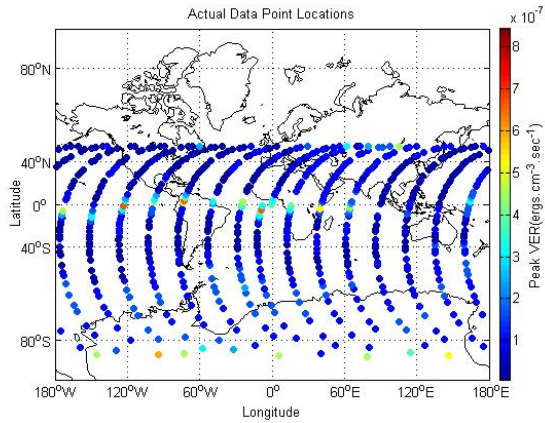 Actual Data Point Locations
x 10⁻⁷
80°N
40°N
0°
40°S
80°S
Latitude
180°W 120°W 60°W 0° 60°E 120°E 180°E
Longitude
8
7
6
5
4
3
2
1
Peak VER(ergs.cm⁻³.sec⁻¹)